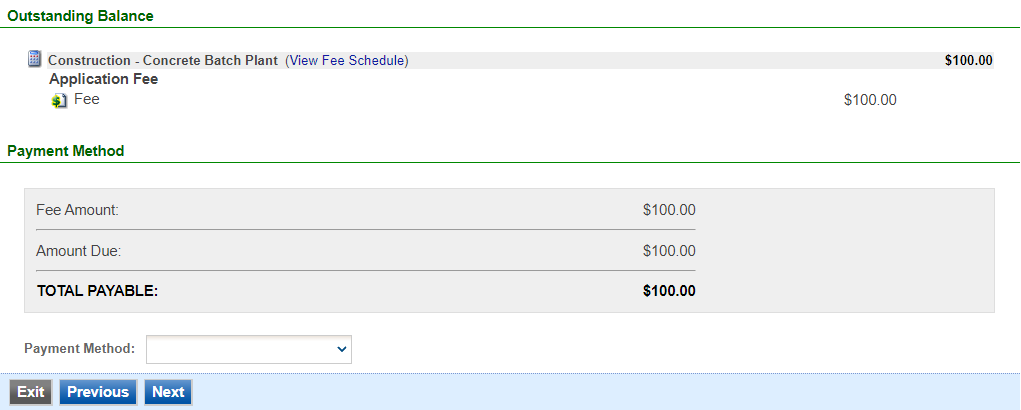 Outstanding Balance
Construction - Concrete Batch Plant (View Fee Schedule) $100.00
Application Fee
Fee $100.00
Payment Method
Fee Amount: $100.00
Amount Due: $100.00
TOTAL PAYABLE: $100.00
Payment Method:
Exit Previous Next